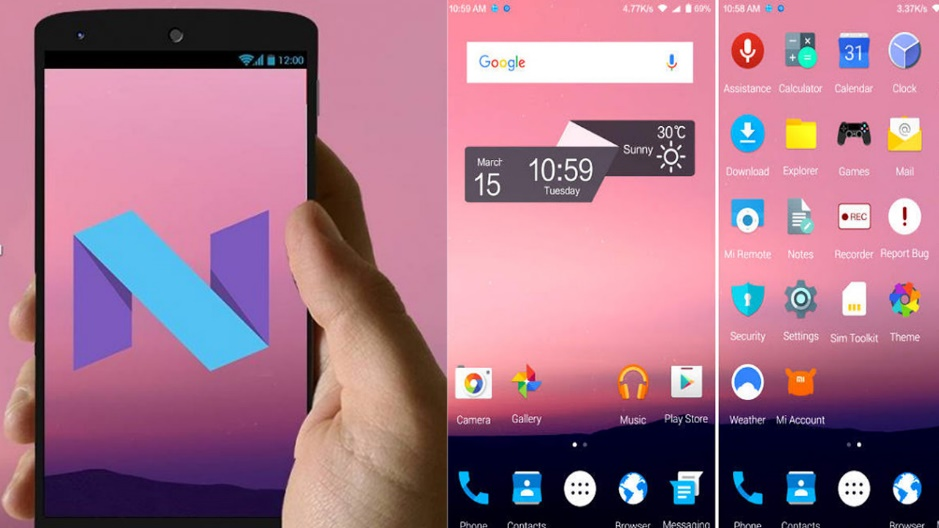 12:00
10:59 AM
4.77K/s
69%
Google
March
15
10:59
Tuesday
Sunny
30℃
Camera
Gallery
Music
Play Store
Phone
Contacts
Browser
Messaging
10:58 AM
3.37K/s
31
Assistance
Calculator
Calendar
Clock
Download
Explorer
Games
Mail
REC
Mi Remote
Notes
Recorder
Report Bug
Security
Settings
Sim Toolkit
Theme
mi
Weather
Mi Account
Phone
Contacts
Browser